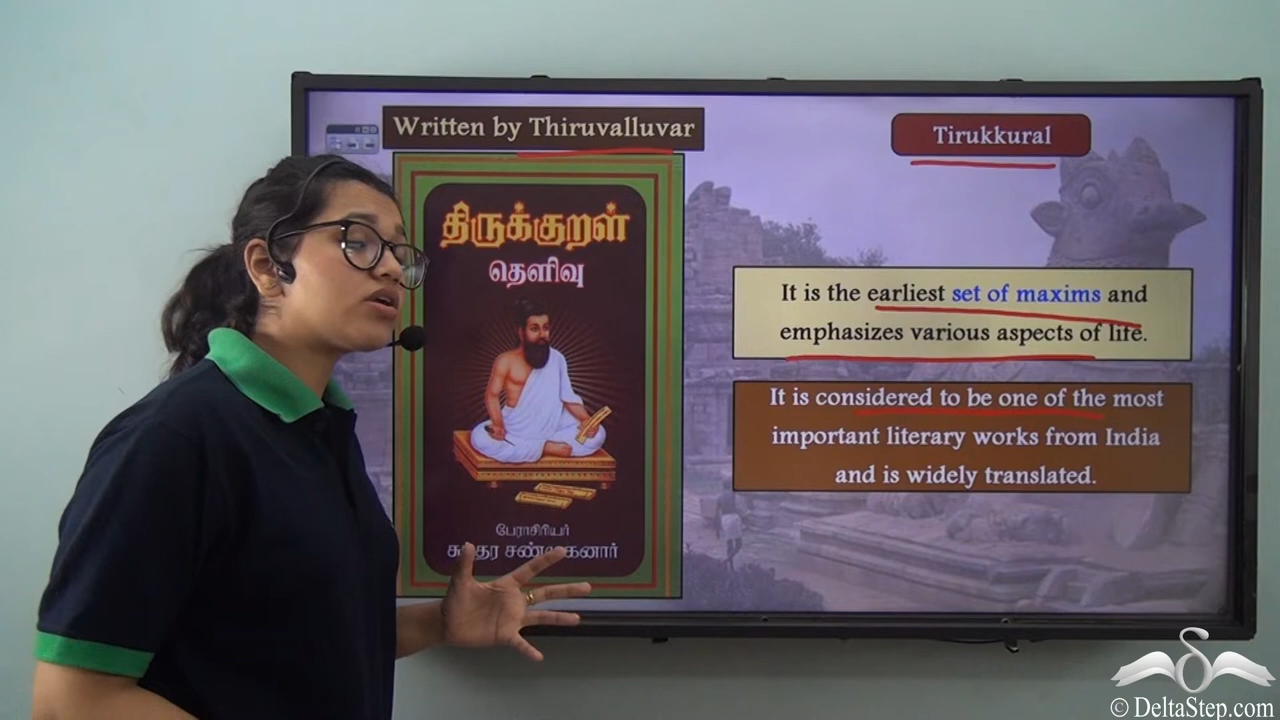 Written by Thiruvalluvar
Tirukkural
திருக்குறள்
தெளிவு
பேராசிரியர்
It is the earliest set of maxims and
emphasizes various aspects of life.
It is considered to be one of the most
important literary works from India
and is widely translated.
© DeltaStep.com